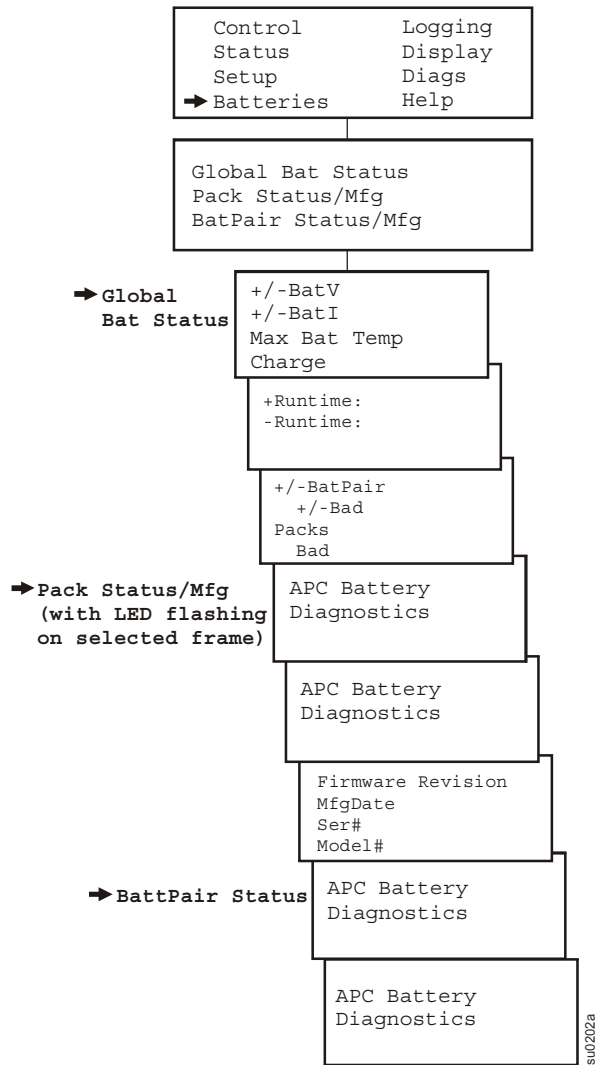 Control Logging
Status Display
Setup Diags
Batteries Help
Global Bat Status
Pack Status/Mfg
BatPair Status/Mfg
Global
Bat Status
+/-BatV
+/-BatI
Max Bat Temp
Charge
+Runtime:
-Runtime:
+/-BatPair
+/-Bad
Packs
Bad
Pack Status/Mfg
(with LED flashing
on selected frame)
APC Battery
Diagnostics
APC Battery
Diagnostics
Firmware Revision
MfgDate
Ser#
Model#
BattPair Status
APC Battery
Diagnostics
APC Battery
Diagnostics
su0202a